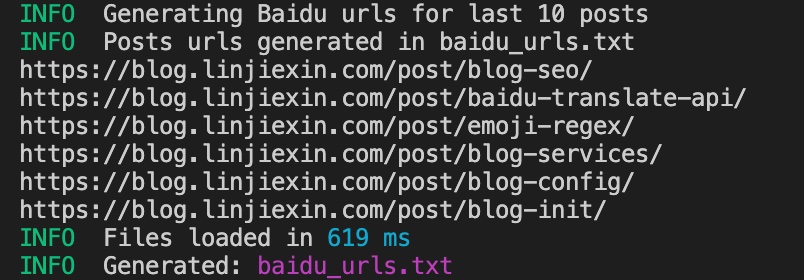 INFO  Generating Baidu urls for last 10 posts
INFO  Posts urls generated in baidu_urls.txt
https://blog.linjiexin.com/post/blog-seo/
https://blog.linjiexin.com/post/baidu-translate-api/
https://blog.linjiexin.com/post/emoji-regex/
https://blog.linjiexin.com/post/blog-services/
https://blog.linjiexin.com/post/blog-config/
https://blog.linjiexin.com/post/blog-init/
INFO  Files loaded in 619 ms
INFO  Generated: baidu_urls.txt